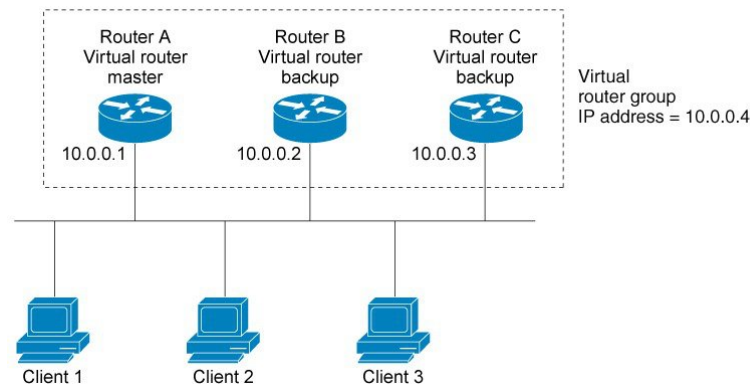 Router A
Virtual router
master
Router B
Virtual router
backup
Router C
Virtual router
backup
Virtual
router group
IP address = 10.0.0.4
10.0.0.1
10.0.0.2
10.0.0.3
Client 1
Client 2
Client 3